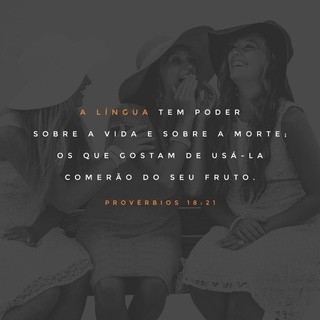 A LÍNGUA TEM PODER
SOBRE A VIDA E SOBRE A MORTE;
OS QUE GOSTAM DE USÁ-LA
COMERÃO DO SEU FRUTO.
PROVÉRBIOS 18:21